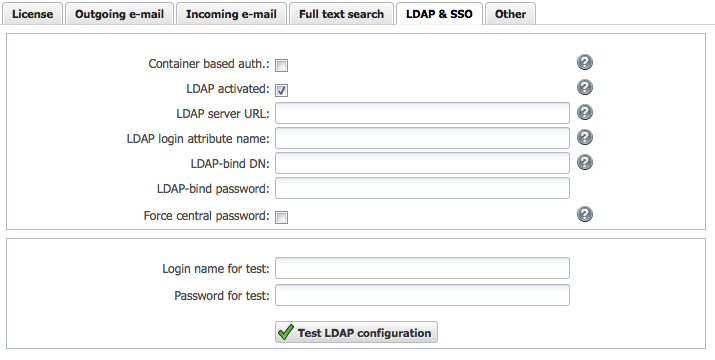 License Outgoing e-mail Incoming e-mail Full text search LDAP & SSO Other
Container based auth.: ?
LDAP activated: ?
LDAP server URL: ?
LDAP login attribute name: ?
LDAP-bind DN: ?
LDAP-bind password:
Force central password: ?
Login name for test:
Password for test:
Test LDAP configuration